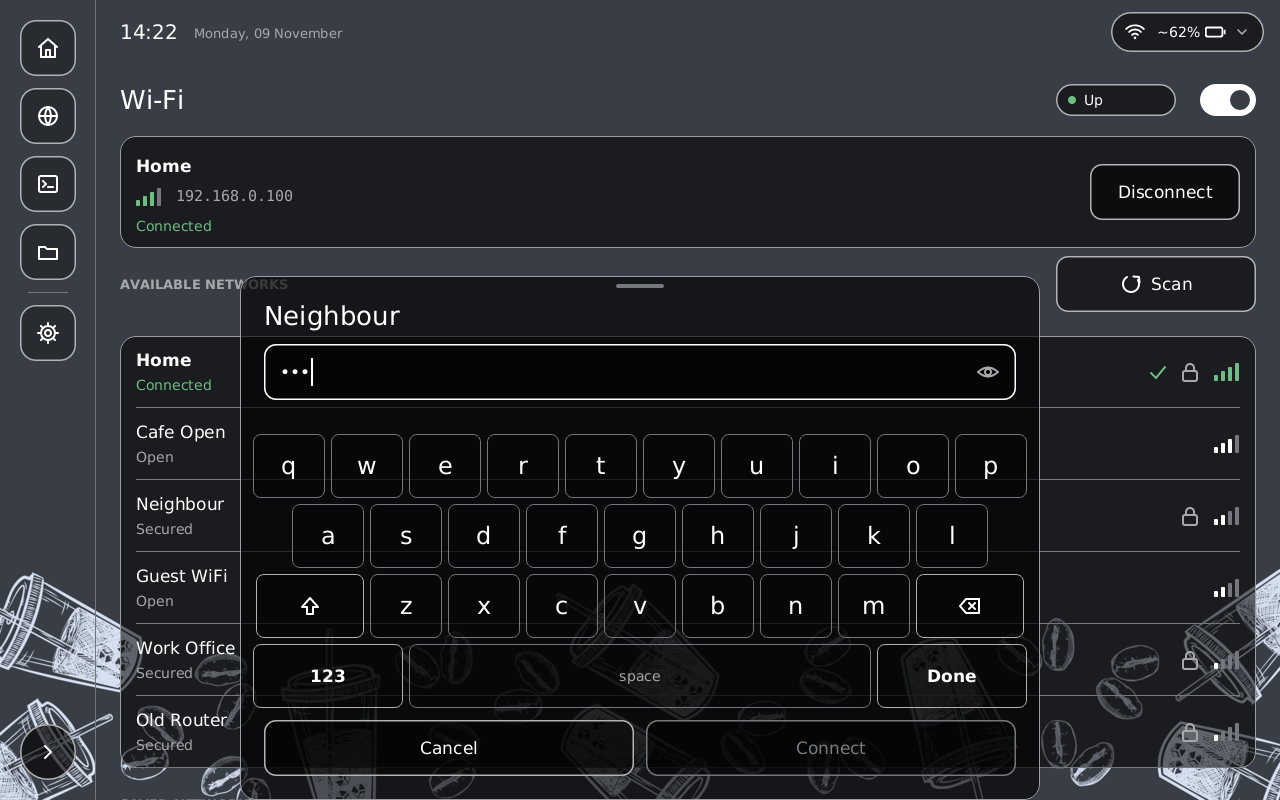 14:22 Monday, 09 November
~62%
Wi-Fi
Up
Home
192.168.0.100
Connected
Disconnect
AVAILABLE NETWORKS
Scan
Home
Connected
Cafe Open
Open
Neighbour
Secured
Guest WiFi
Open
Work Office
Secured
Old Router
Secured
Neighbour
•••
q w e r t y u i o p
a s d f g h j k l
z x c v b n m
123 space Done
Cancel Connect